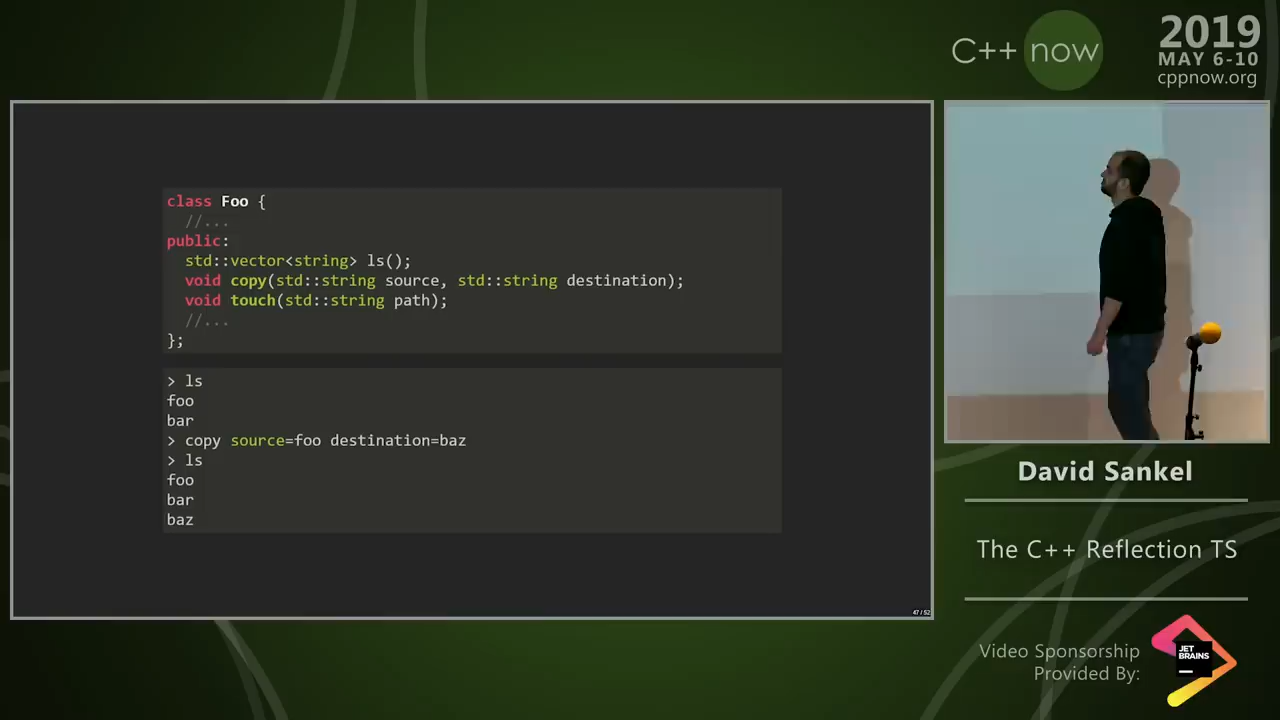 C++ now
2019
MAY 6-10
cppnow.org
class Foo {
  //...
public:
  std::vector<string> ls();
  void copy(std::string source, std::string destination);
  void touch(std::string path);
  //...
};
> ls
foo
bar
> copy source=foo destination=baz
> ls
foo
bar
baz
47 / 52
David Sankel
The C++ Reflection TS
Video Sponsorship
Provided By:
JET
BRAINS